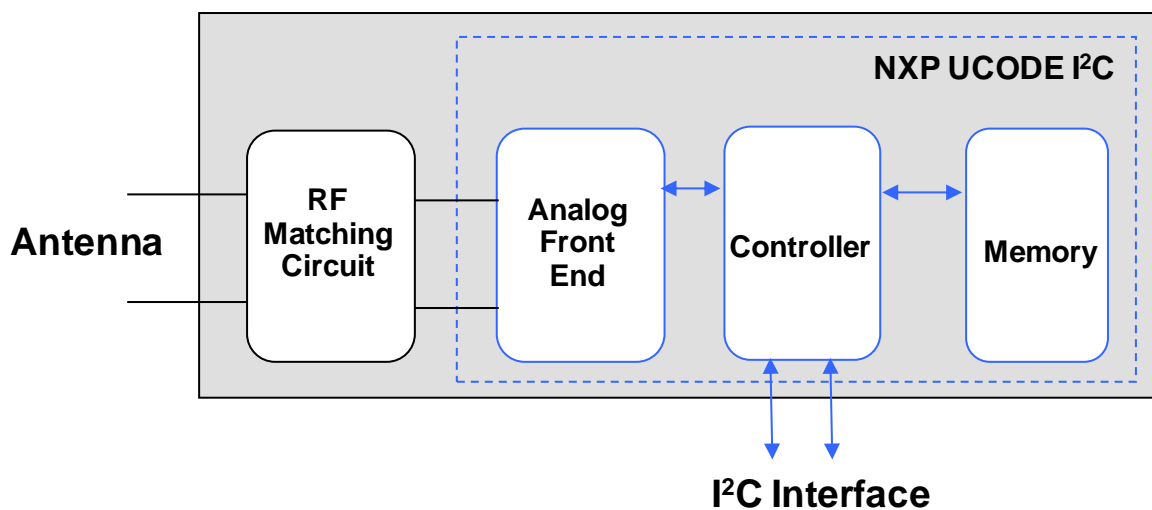 NXP UCODE I²C
Antenna
RF
Matching
Circuit
Analog
Front
End
Controller
Memory
I²C Interface